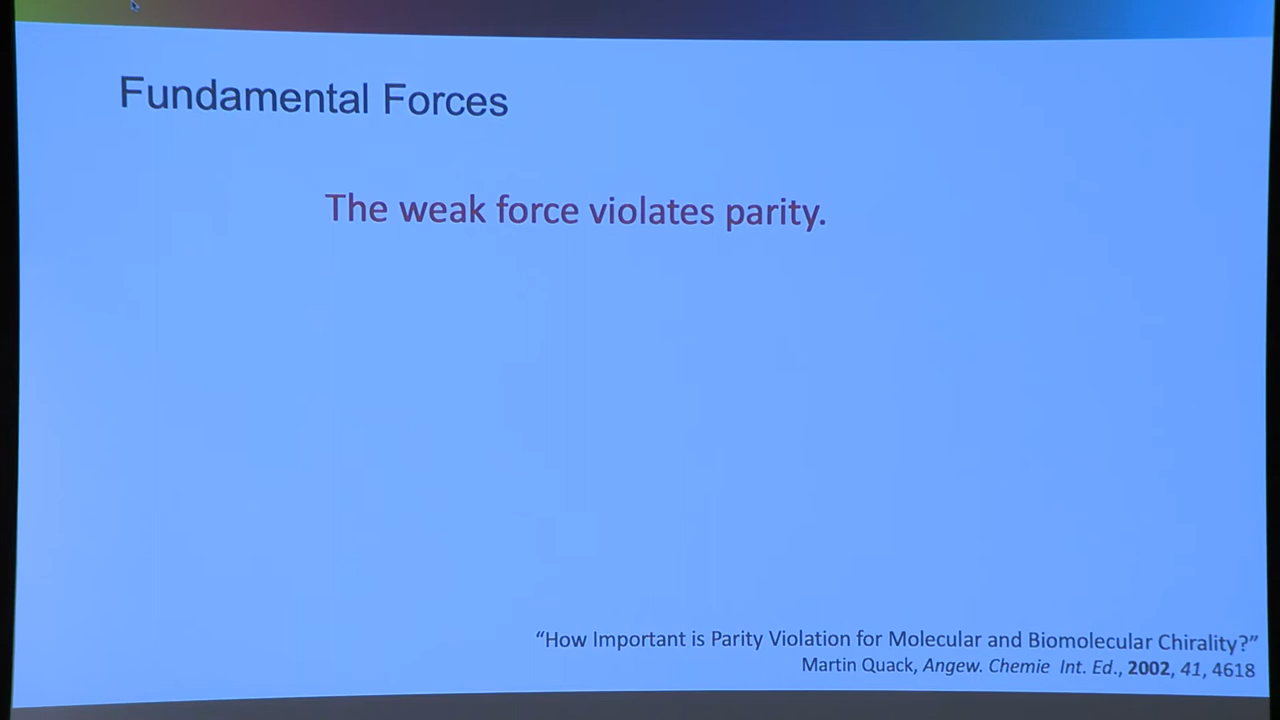 Fundamental Forces
The weak force violates parity.
“How Important is Parity Violation for Molecular and Biomolecular Chirality?”
Martin Quack, Angew. Chemie Int. Ed., 2002, 41, 4618